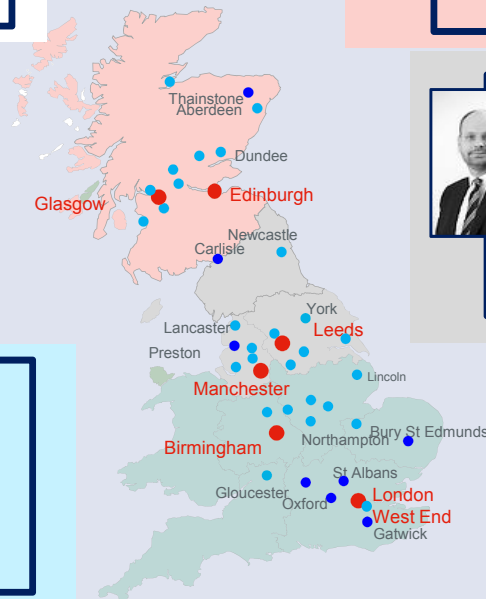 Thainstone
Aberdeen
Dundee
Glasgow
Edinburgh
Newcastle
Carlisle
York
Lancaster
Leeds
Preston
Lincoln
Manchester
Bury St Edmunds
Birmingham
Northampton
St Albans
Gloucester
Oxford
London
West End
Gatwick